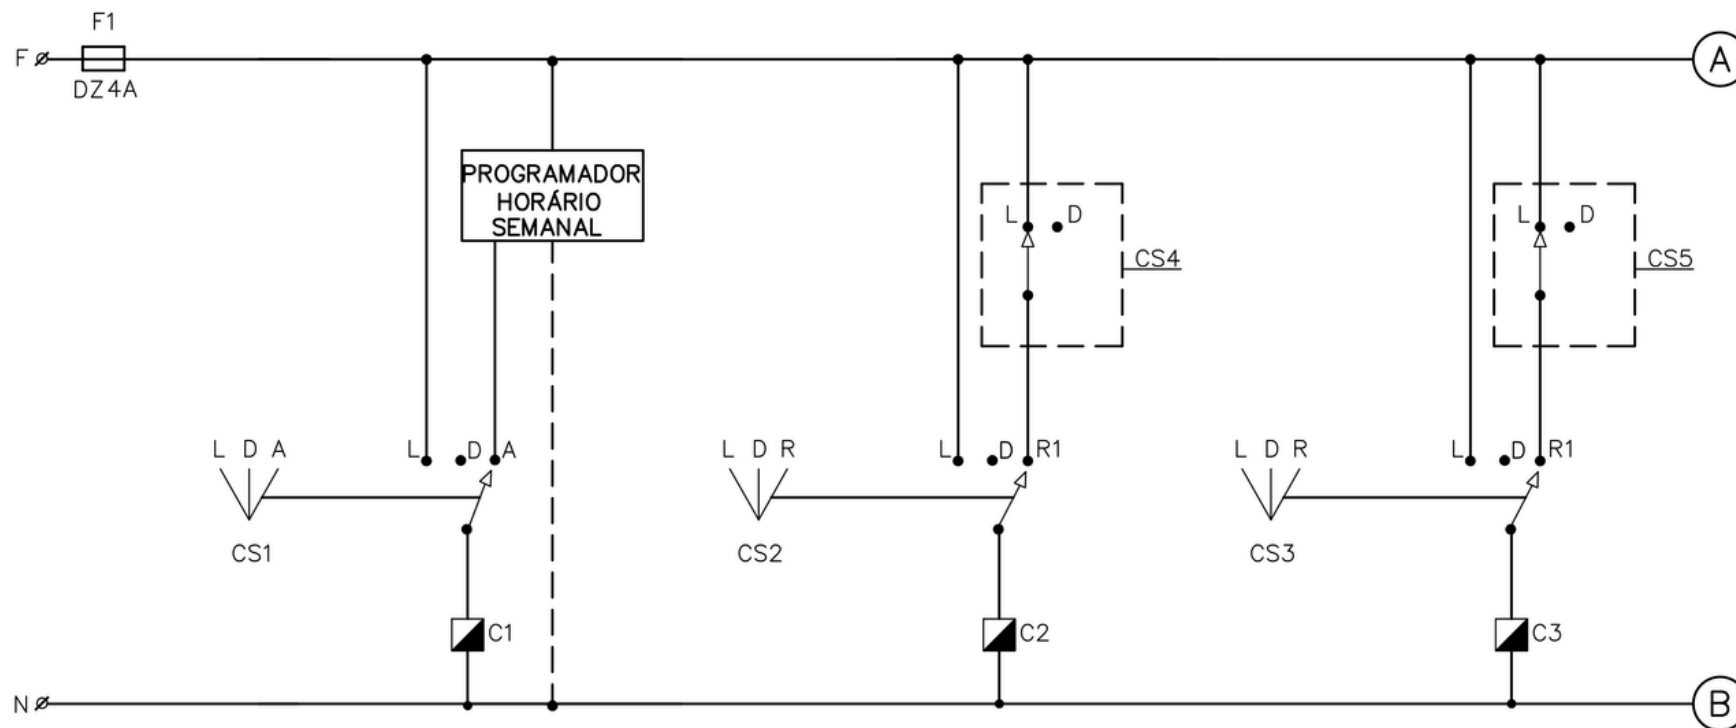 F1
F
DZ4A
A
PROGRAMADOR
HORÁRIO
SEMANAL
L D
CS4
L D
CS5
L D A
L D A
L D R
L D R1
L D R
L D R1
CS1
CS2
CS3
C1
C2
C3
N
B